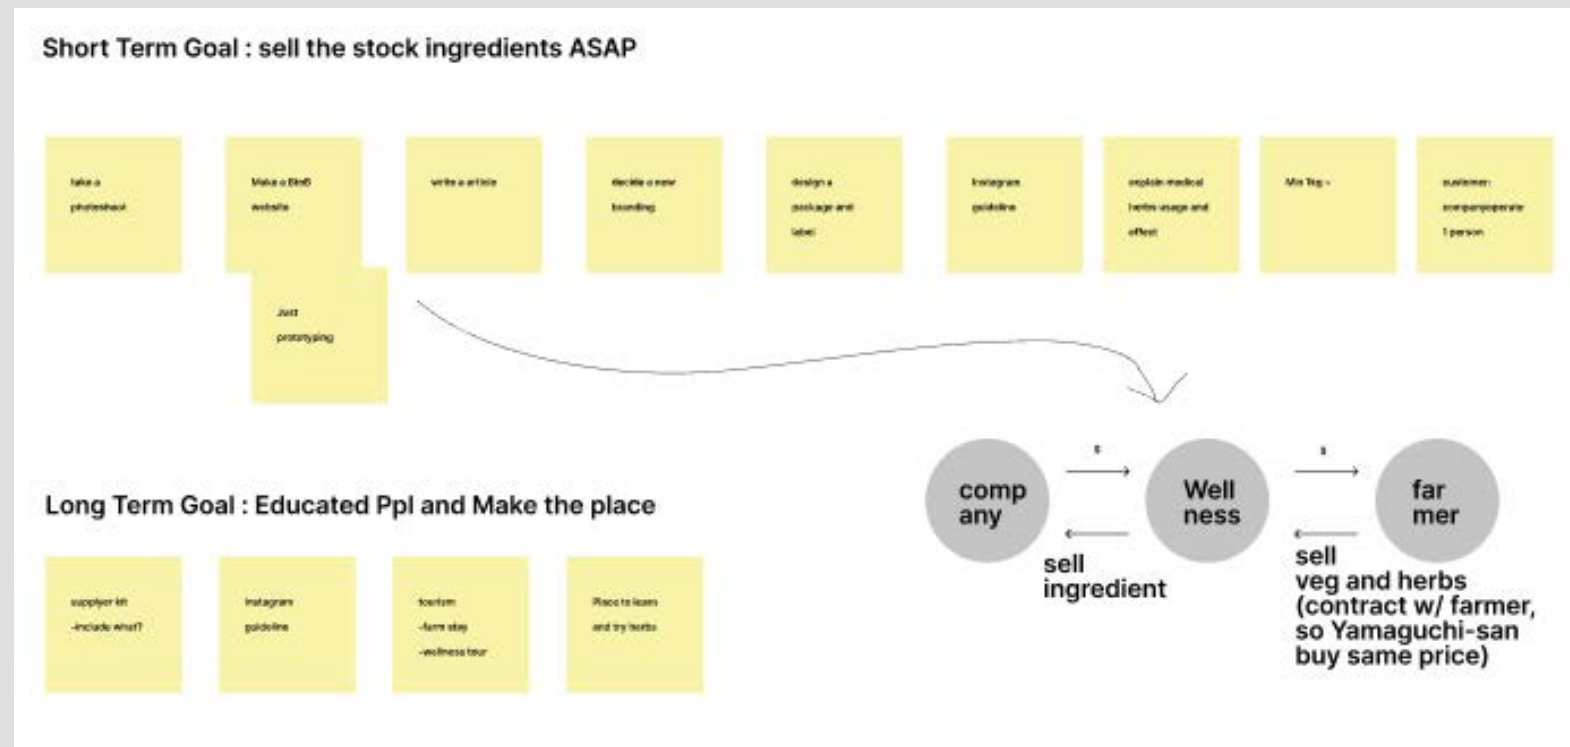 Short Term Goal : sell the stock ingredients ASAP
take a
photoshoot
Make a BtoB
website
write a article
decide a new
branding
design a
package and
label
Instagram
guideline
explain medical
herbs usage and
effect
Min 1kg ~
customer:
companyoperate
1 person
Just
prototyping
$
$
comp
any
Well
ness
far
mer
sell
ingredient
sell
veg and herbs
(contract w/ farmer,
so Yamaguchi-san
buy same price)
Long Term Goal : Educated Ppl and Make the place
supplyer kit
-include what?
Instagram
guideline
tourism
-farm stay
-wellness tour
Place to learn
and try herbs